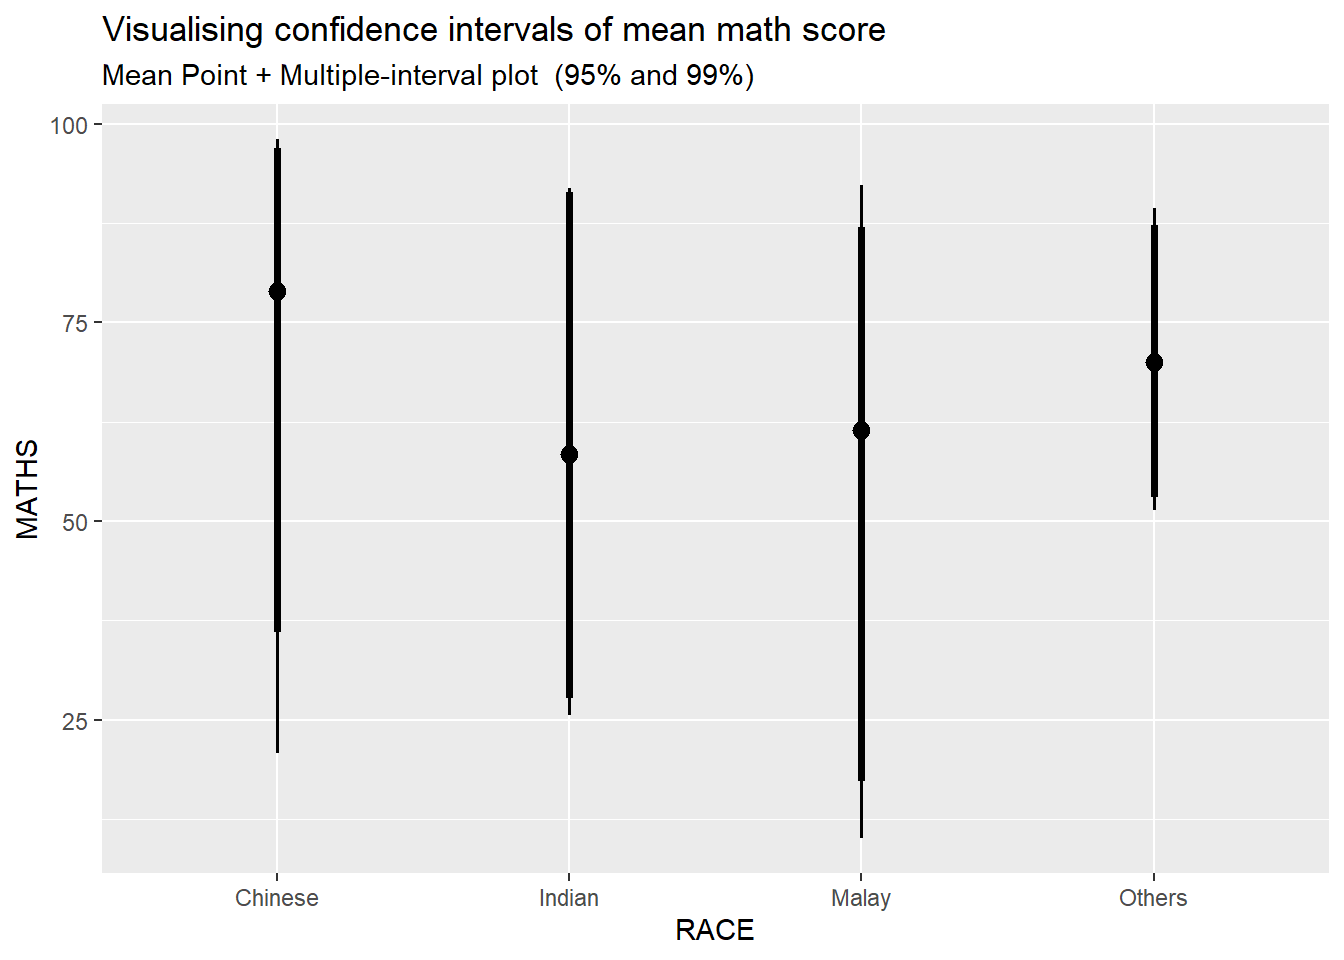 Visualising confidence intervals of mean math score
Mean Point + Multiple-interval plot  (95% and 99%)
100
75
50
25
MATHS
Chinese Indian Malay Others
RACE